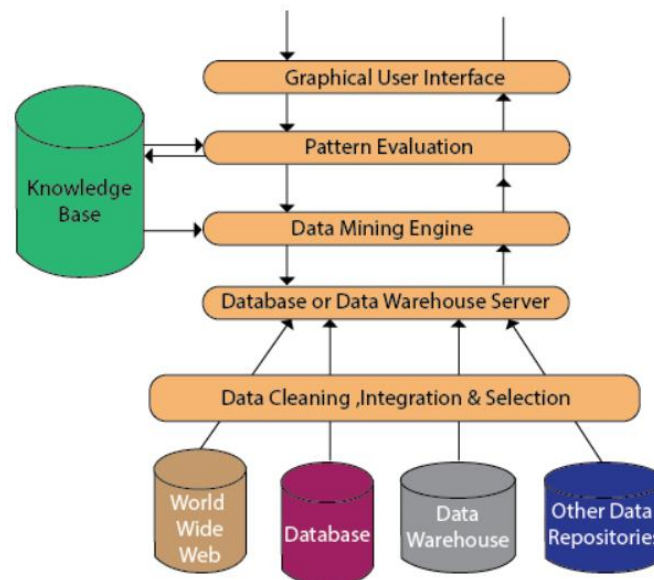 Graphical User Interface
Pattern Evaluation
Knowledge
Base
Data Mining Engine
Database or Data Warehouse Server
Data Cleaning ,Integration & Selection
World
Wide
Web
Database
Data
Warehouse
Other Data
Repositories